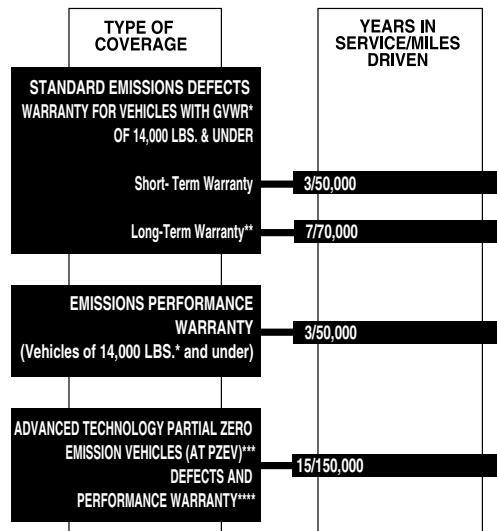 TYPE OF
COVERAGE
YEARS IN
SERVICE/MILES
DRIVEN
STANDARD EMISSIONS DEFECTS
WARRANTY FOR VEHICLES WITH GVWR*
OF 14,000 LBS. & UNDER
Short- Term Warranty
3/50,000
Long-Term Warranty**
7/70,000
EMISSIONS PERFORMANCE
WARRANTY
(Vehicles of 14,000 LBS.* and under)
3/50,000
ADVANCED TECHNOLOGY PARTIAL ZERO
EMISSION VEHICLES (AT PZEV)***
DEFECTS AND
PERFORMANCE WARRANTY****
15/150,000